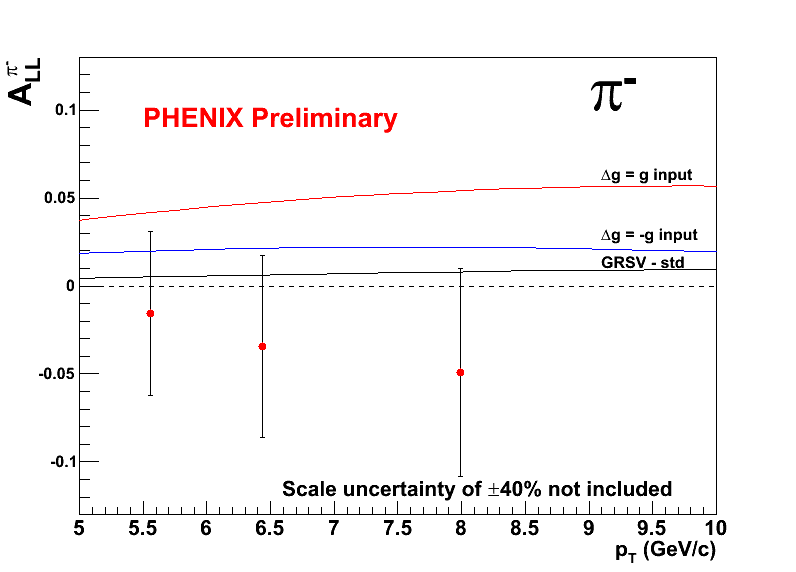 A_LL^π-
π-
PHENIX Preliminary
0.1
Δg = g input
0.05
Δg = -g input
GRSV - std
0
-0.05
-0.1
Scale uncertainty of ±40% not included
5 5.5 6 6.5 7 7.5 8 8.5 9 9.5 10
p_T (GeV/c)